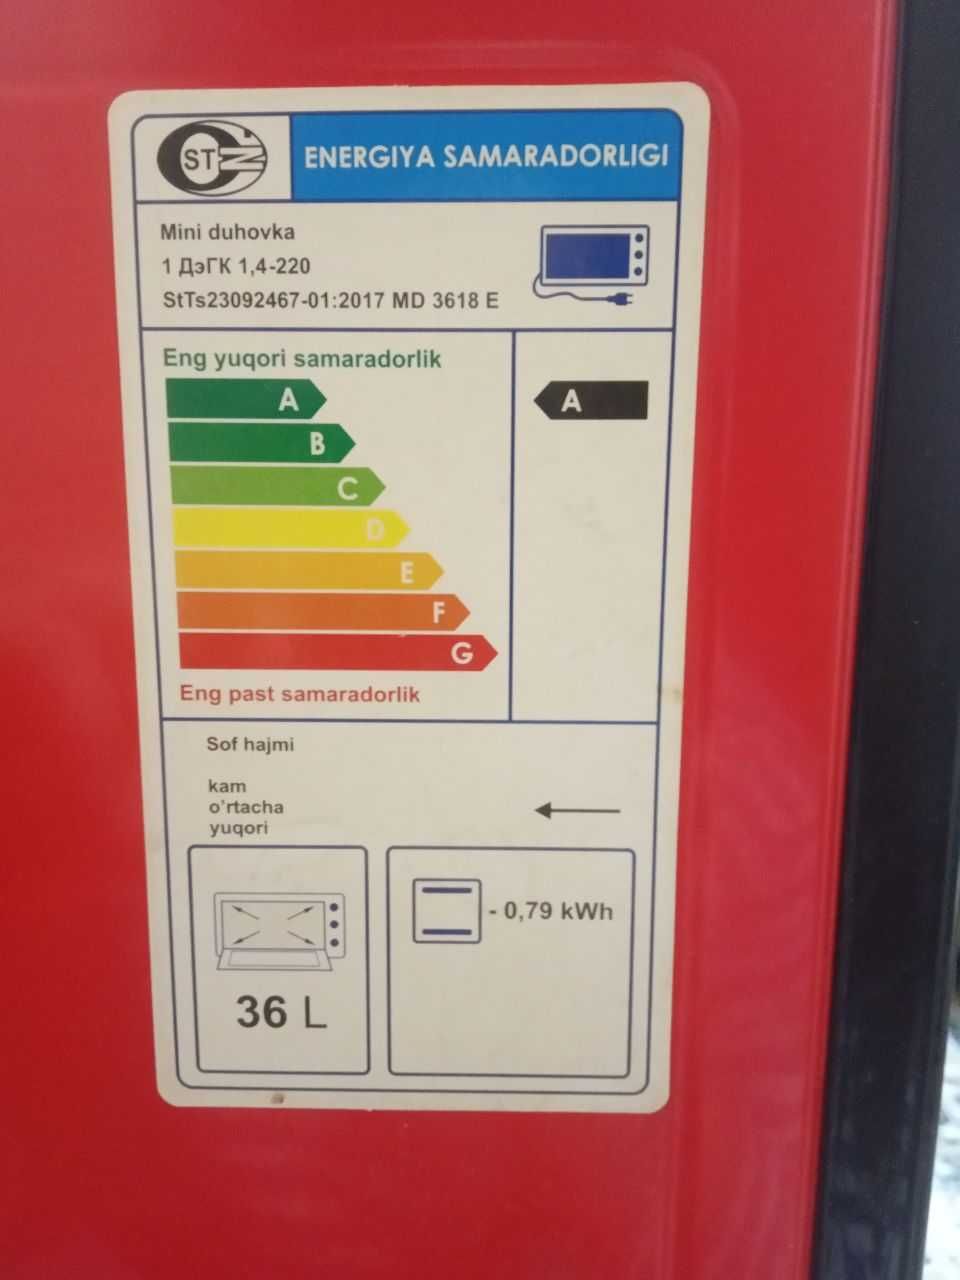 ST
ENERGIYA SAMARADORLIGI
Mini duhovka
1 ДэГК 1,4-220
StTs23092467-01:2017 MD 3618 E
Eng yuqori samaradorlik
A
A
B
C
D
E
F
G
Eng past samaradorlik
Sof hajmi
kam
o'rtacha
yuqori
- 0,79 kWh
36 L